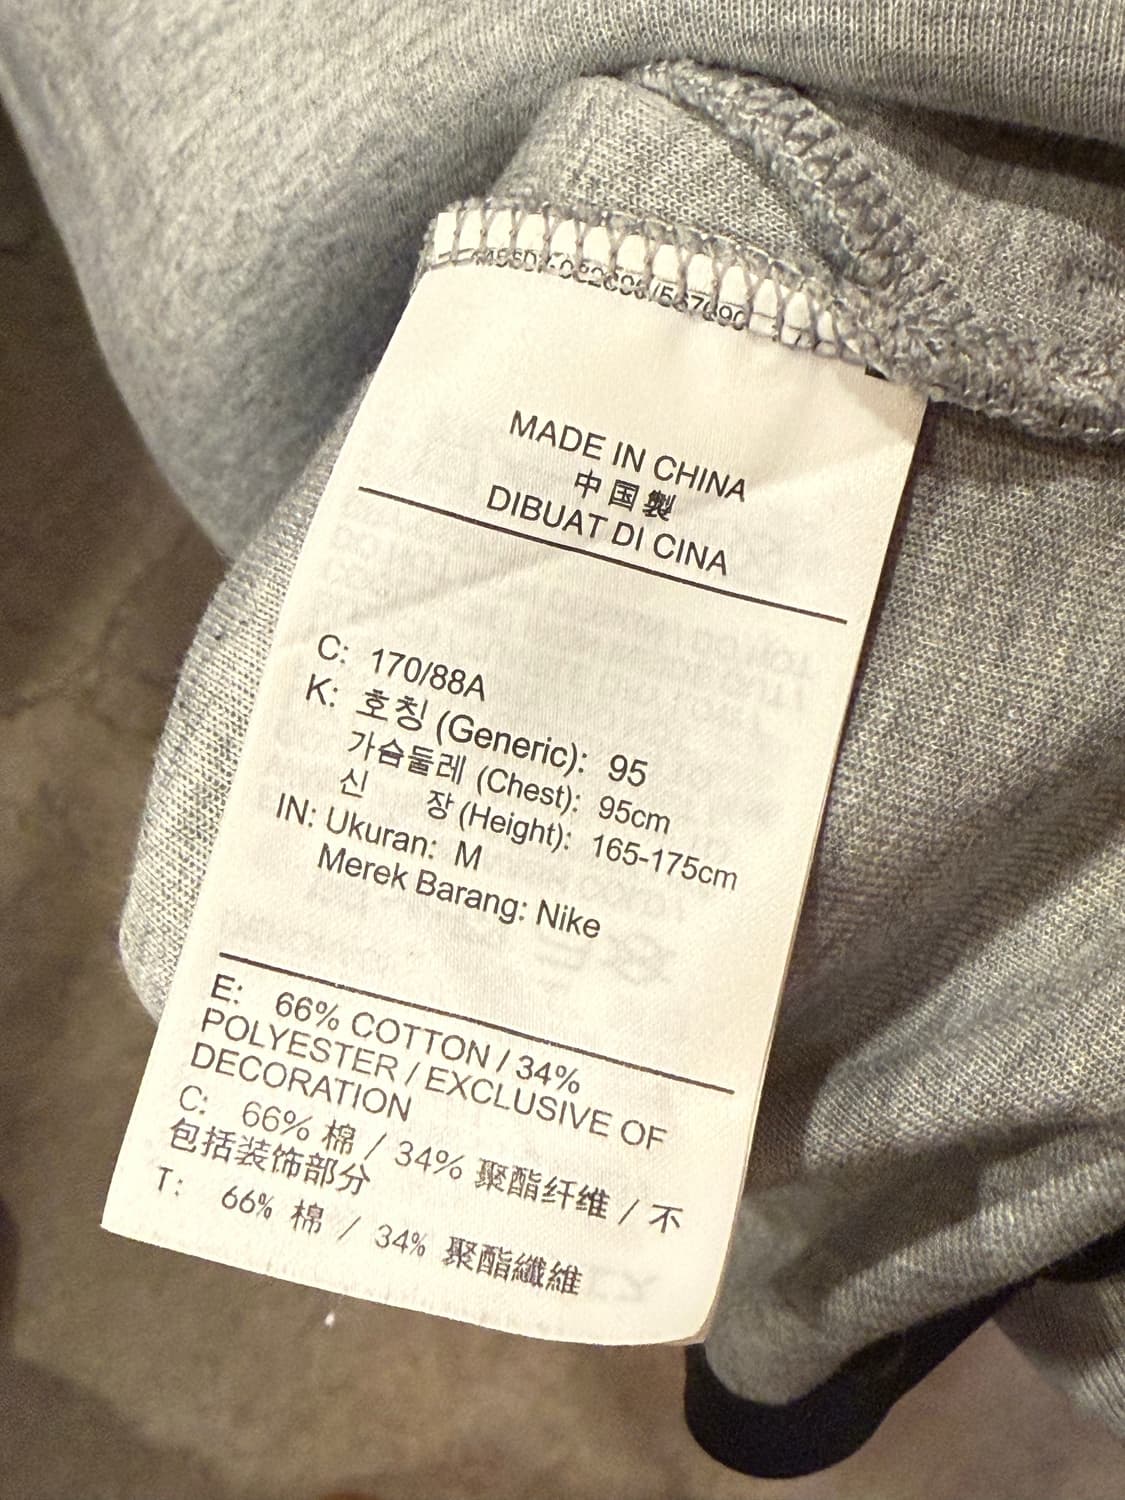 MADE IN CHINA
中国製
DIBUAT DI CINA
C: 170/88A
K: 호칭 (Generic): 95
가슴둘레 (Chest): 95cm
신 장 (Height): 165-175cm
IN: Ukuran: M
Merek Barang: Nike
E: 66% COTTON / 34%
POLYESTER / EXCLUSIVE OF
DECORATION
C: 66% 棉 / 34% 聚酯纤维 / 不
包括装饰部分
T: 66% 棉 / 34% 聚酯纖維